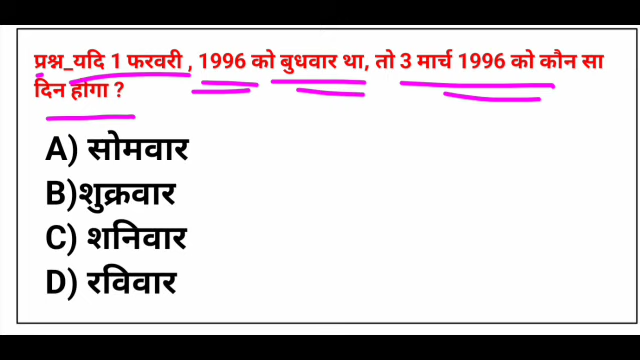 प्रश्न_यदि 1 फरवरी , 1996 को बुधवार था, तो 3 मार्च 1996 को कौन सा
दिन होगा ?
A) सोमवार
B)शुक्रवार
C) शनिवार
D) रविवार